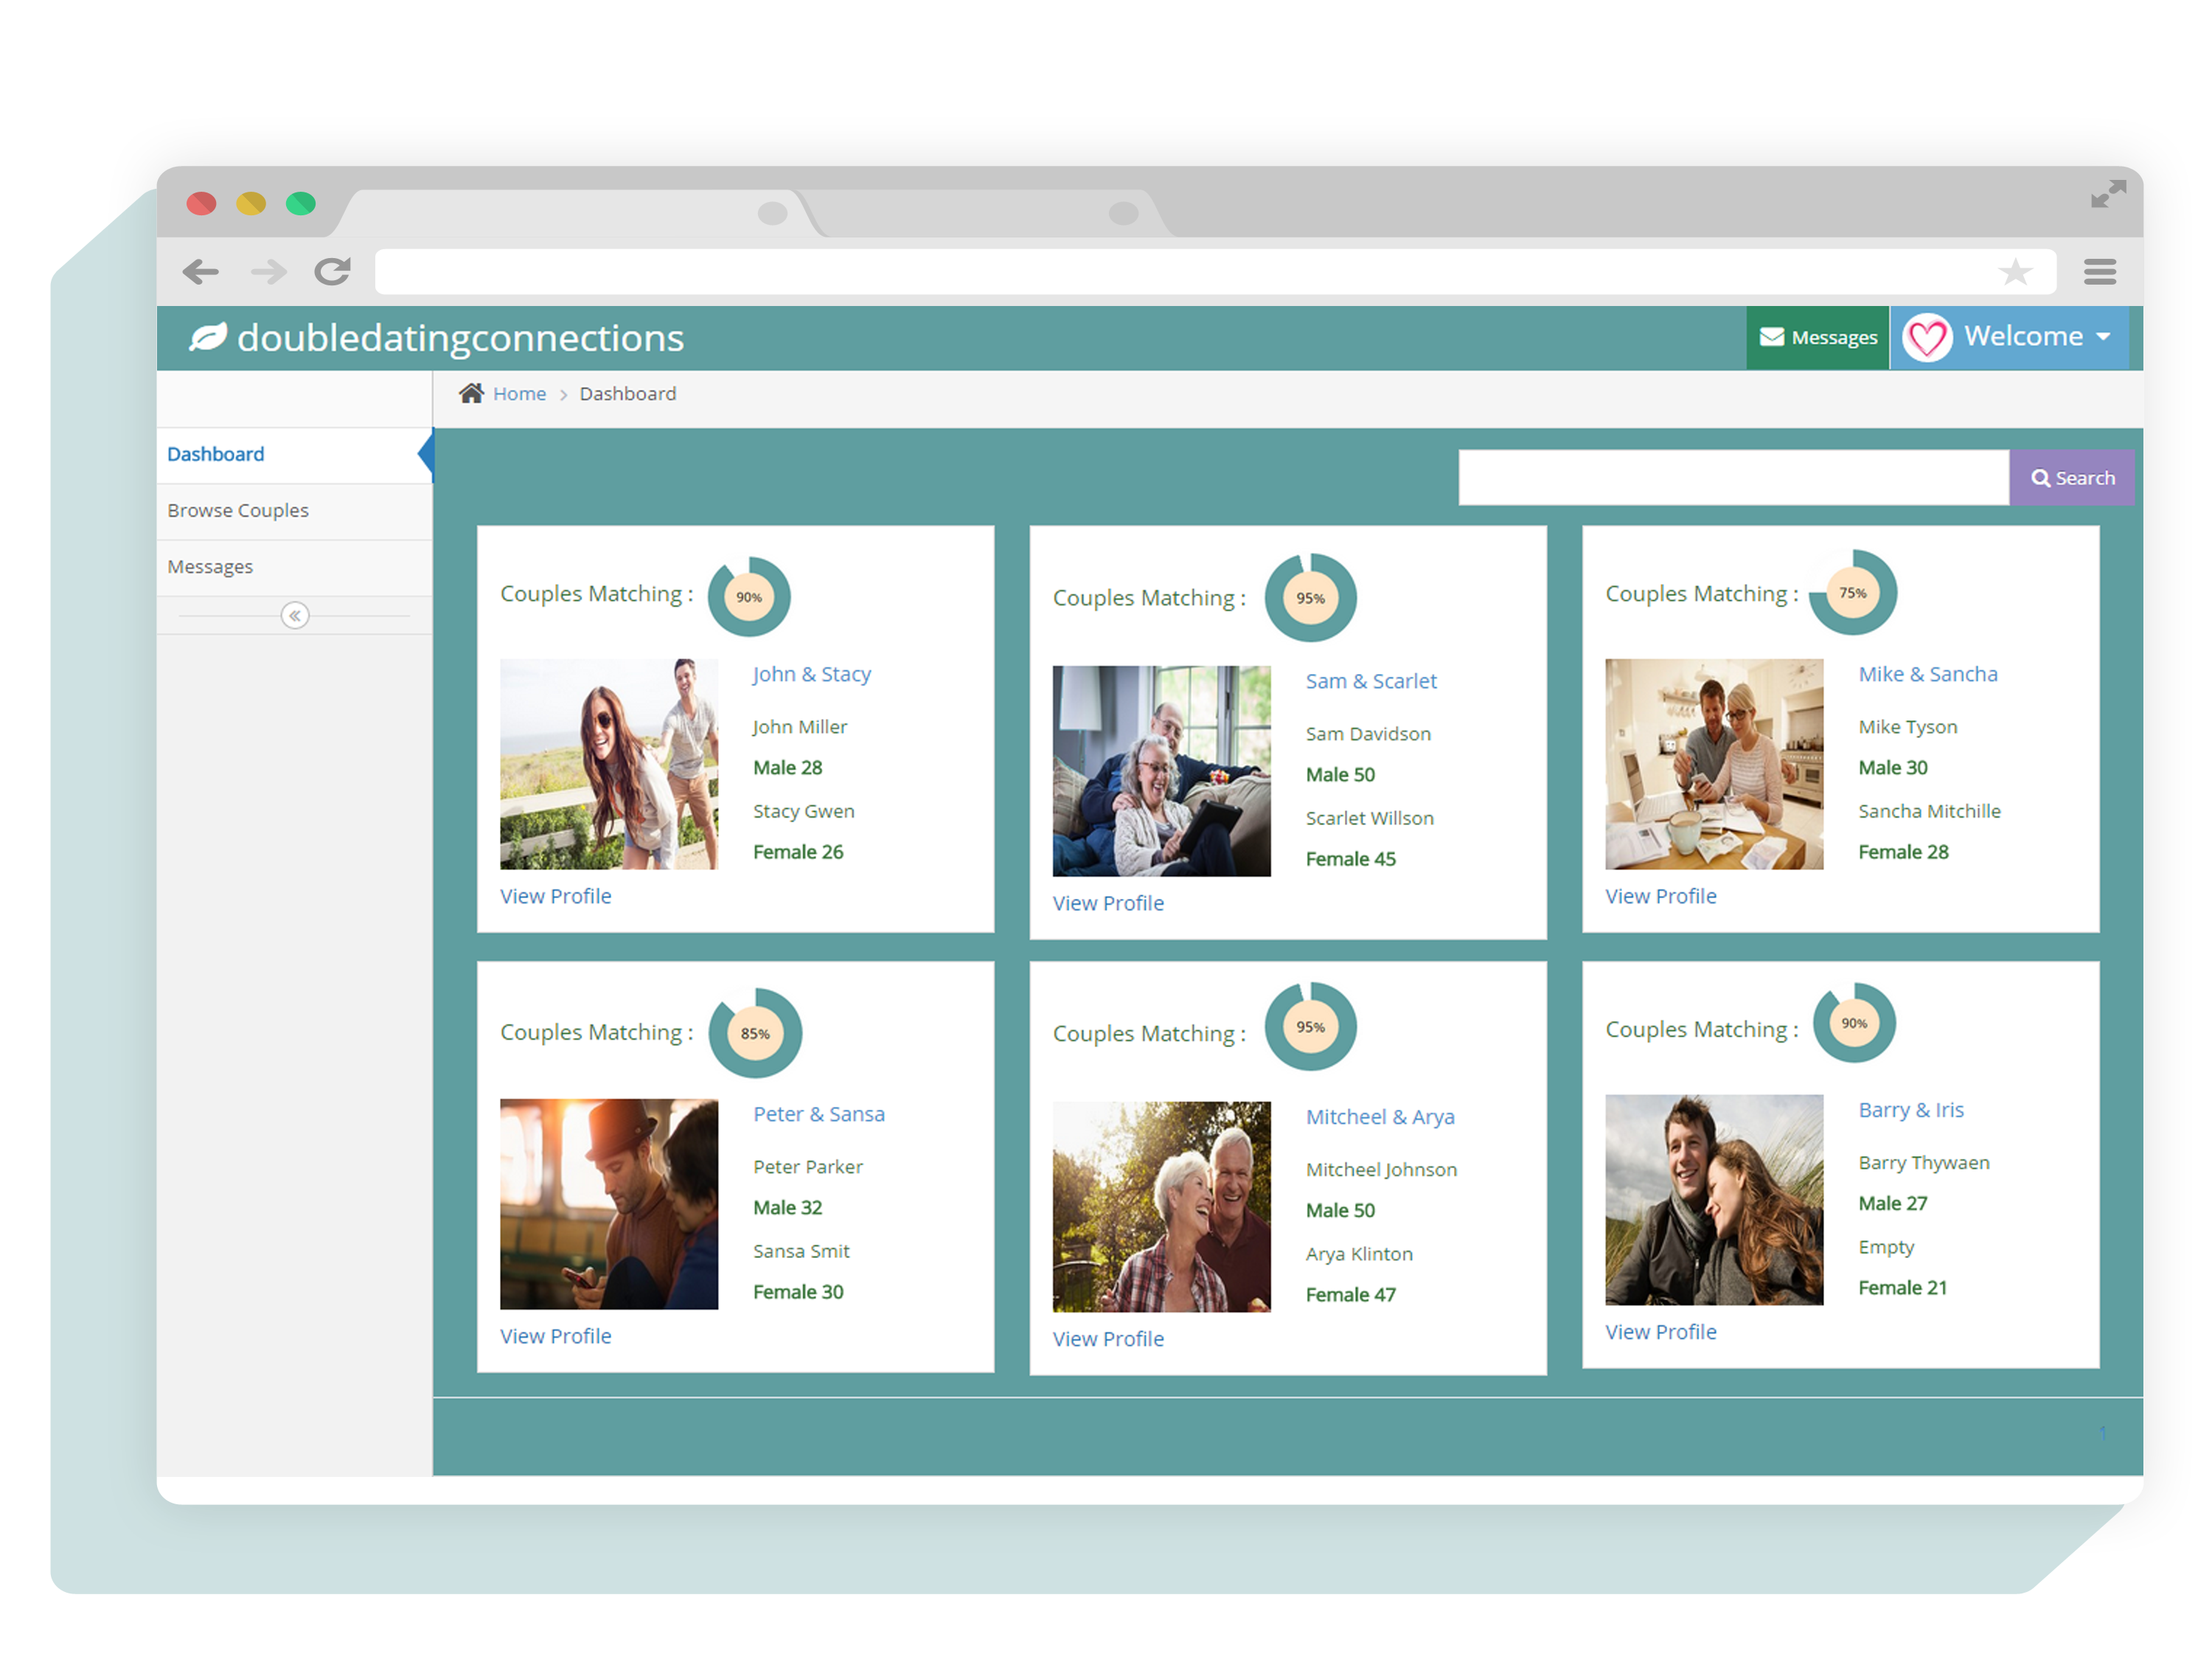 doubledatingconnections
Messages
Welcome
Home > Dashboard
Dashboard
Browse Couples
Messages
Search
Couples Matching : 90%
John & Stacy
John Miller
Male 28
Stacy Gwen
Female 26
View Profile
Couples Matching : 95%
Sam & Scarlet
Sam Davidson
Male 50
Scarlet Willson
Female 45
View Profile
Couples Matching : 75%
Mike & Sancha
Mike Tyson
Male 30
Sancha Mitchille
Female 28
View Profile
Couples Matching : 85%
Peter & Sansa
Peter Parker
Male 32
Sansa Smit
Female 30
View Profile
Couples Matching : 95%
Mitcheel & Arya
Mitcheel Johnson
Male 50
Arya Klinton
Female 47
View Profile
Couples Matching : 90%
Barry & Iris
Barry Thywaen
Male 27
Empty
Female 21
View Profile
1